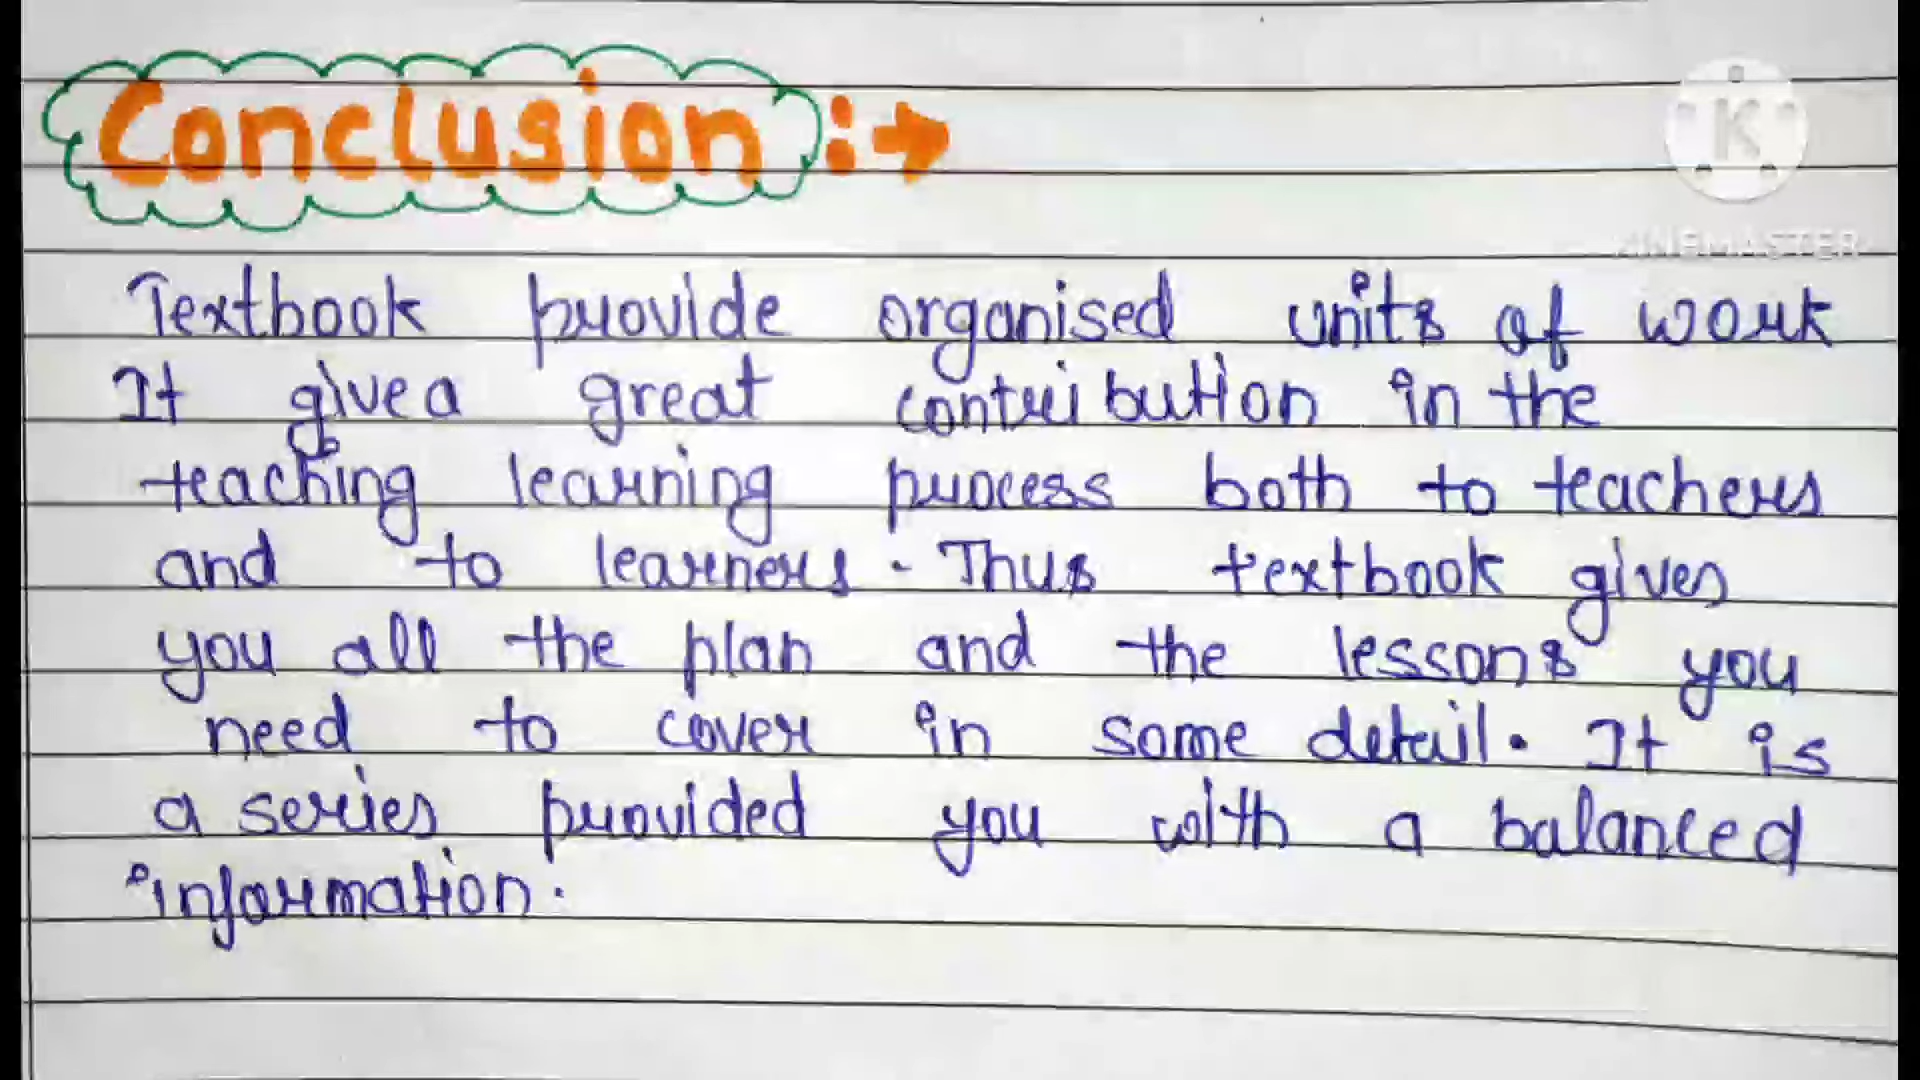 Conclusion :→
K
KINEMASTER
Textbook provide organised units of work
It give a great contribution in the
teaching learning process both to teachers
and to learners. Thus textbook gives
you all the plan and the lessons you
need to cover in some detail. It is
a series provided you with a balanced
information.